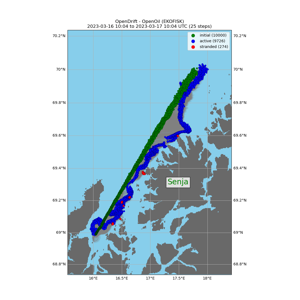 OpenDrift - OpenOil (EKOFISK)
2023-03-16 10:04 to 2023-03-17 10:04 UTC (25 steps)
70.2°N
70.2°N
initial (10000)
active (9726)
stranded (274)
70°N
70°N
69.8°N
69.8°N
69.6°N
69.6°N
69.4°N
69.4°N
Senja
69.2°N
69.2°N
69°N
69°N
68.8°N
68.8°N
16°E
16.5°E
17°E
17.5°E
18°E